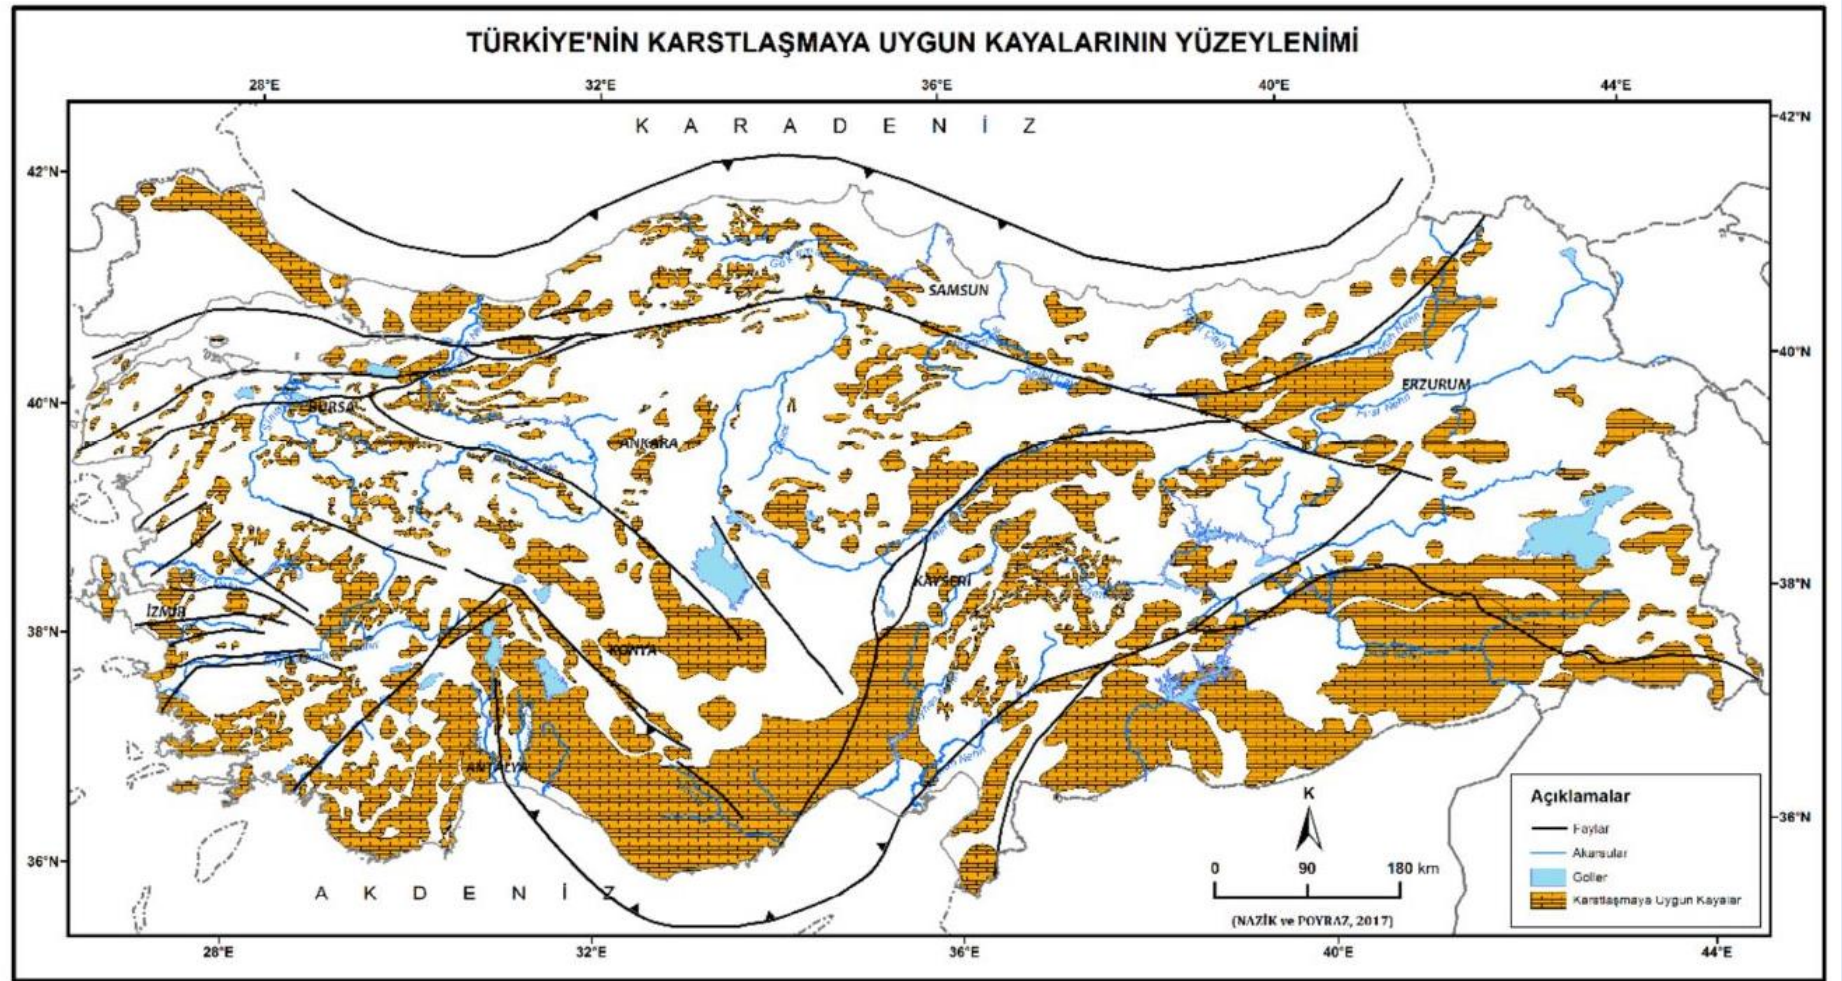 TÜRKİYE'NİN KARSTLAŞMAYA UYGUN KAYALARININ YÜZEYLENİMİ
28°E 32°E 36°E 40°E 44°E
42°N
42°N
K A R A D E N İ Z
SAMSUN
40°N
40°N
ERZURUM
Fırat Nehri
BURSA
ANKARA
38°N
38°N
KAYSERİ
İZMİR
KONYA
ANTALYA
36°N
36°N
A K D E N İ Z
K
0 90 180 km
(NAZİK ve POYRAZ, 2017)
Açıklamalar
Faylar
Akarsular
Göller
Karstlaşmaya Uygun Kayalar
28°E 32°E 36°E 40°E 44°E